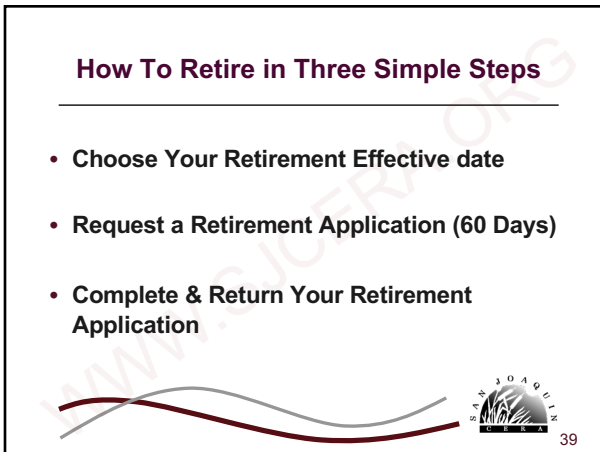 How To Retire in Three Simple Steps
• Choose Your Retirement Effective date
• Request a Retirement Application (60 Days)
• Complete & Return Your Retirement
Application
WWW.SJCERA.ORG
SAN JOAQUIN
CERA
39